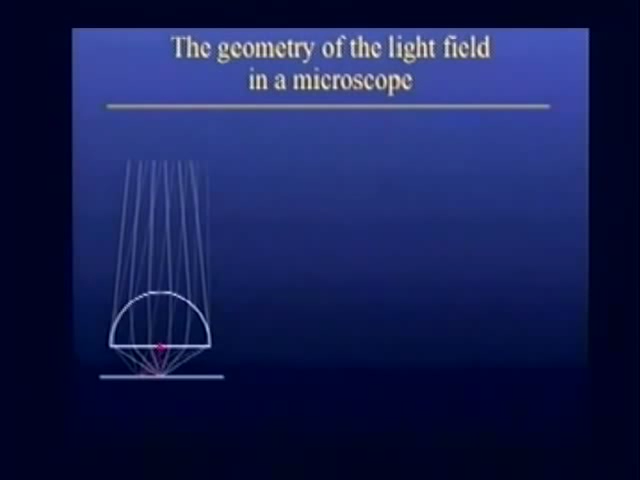 The geometry of the light field
in a microscope